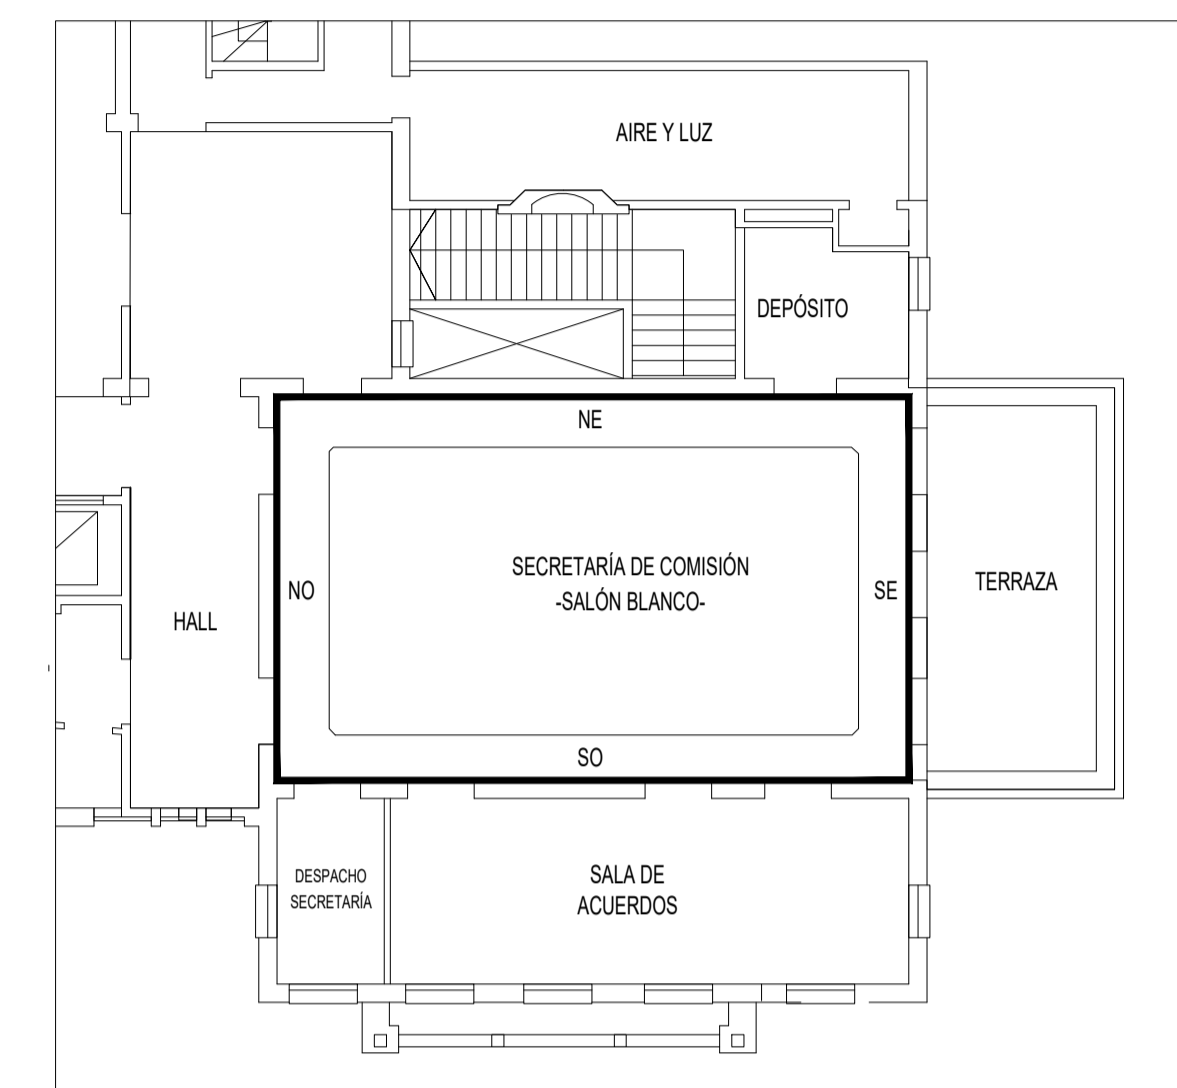 AIRE Y LUZ
DEPÓSITO
NE
SECRETARÍA DE COMISIÓN
-SALÓN BLANCO-
NO
SE
TERRAZA
HALL
SO
DESPACHO
SECRETARÍA
SALA DE
ACUERDOS